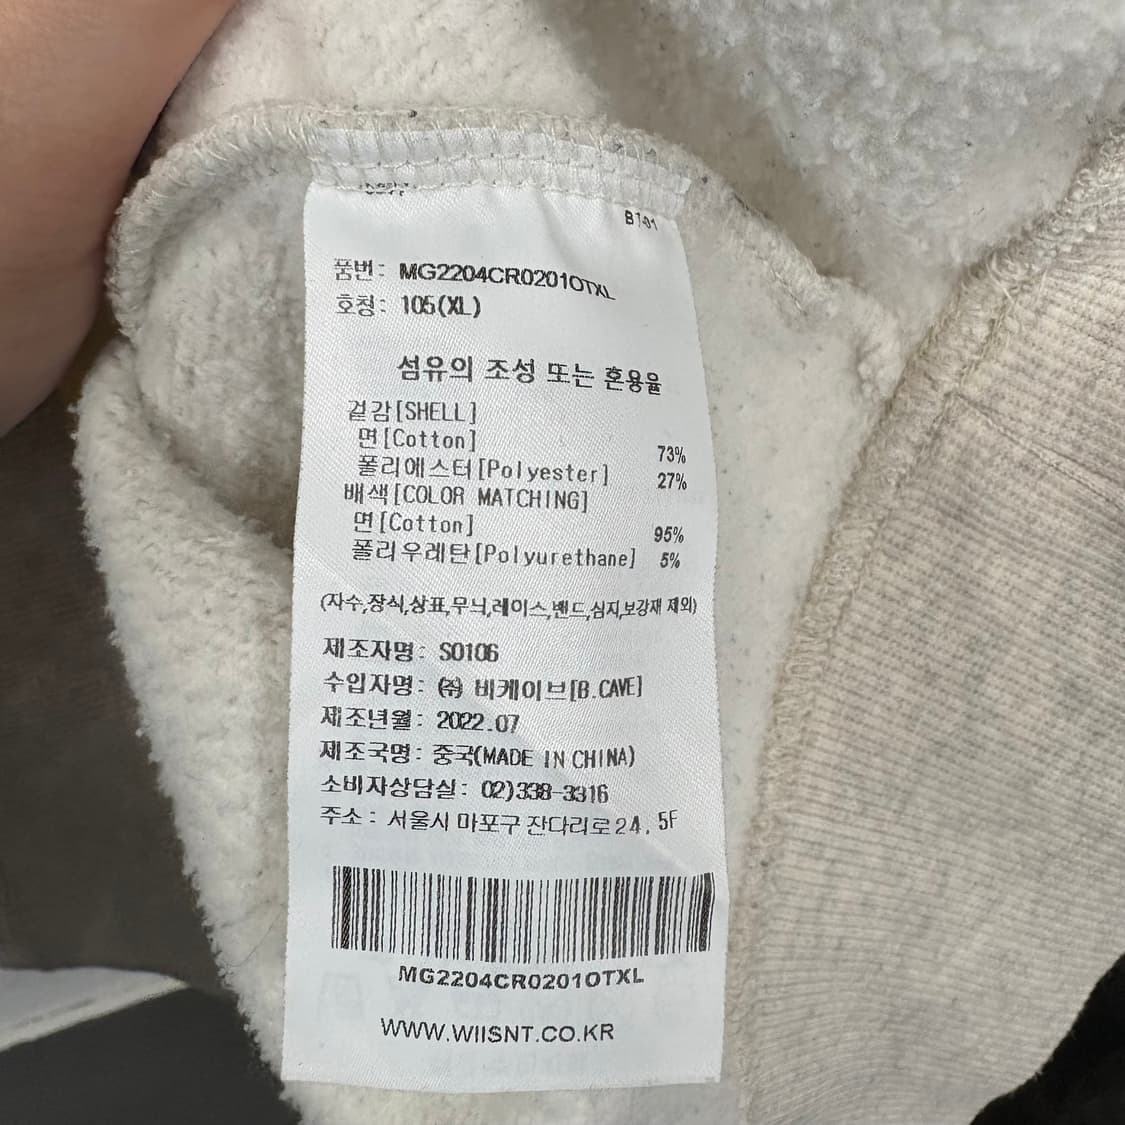 B701
품번: MG2204CR0201OTXL
호칭: 105(XL)
섬유의 조성 또는 혼용율
겉감[SHELL]
면[Cotton] 73%
폴리에스터[Polyester] 27%
배색[COLOR MATCHING]
면[Cotton] 95%
폴리우레탄[Polyurethane] 5%
(자수,장식,상표,무늬,레이스,밴드,심지,보강재 제외)
제조자명: S0106
수입자명: ㈜ 비케이브[B.CAVE]
제조년월: 2022.07
제조국명: 중국(MADE IN CHINA)
소비자상담실: 02)338-3316
주소: 서울시 마포구 잔다리로24, 5F
MG2204CR0201OTXL
WWW.WIISNT.CO.KR